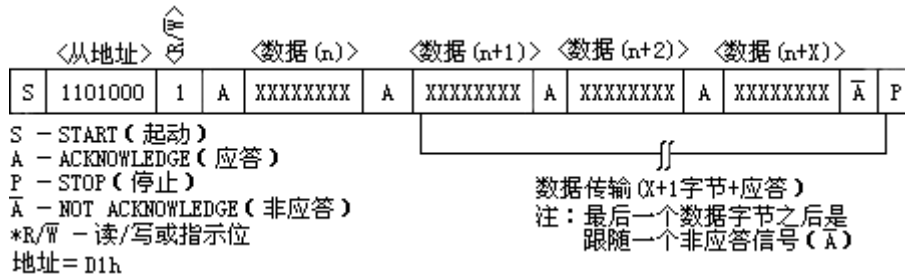 <从地址> <R/W̅> <数据(n)> <数据(n+1)> <数据(n+2)> <数据(n+X)>
S 1101000 1 A XXXXXXXX A XXXXXXXX A XXXXXXXX A XXXXXXXX A̅ P
S －START(起动)
A －ACKNOWLEDGE(应答)
P －STOP(停止)
A̅ －NOT ACKNOWLEDGE(非应答)
*R/W̅ －读/写或指示位
地址=D1h
数据传输(X+1字节+应答)
注：最后一个数据字节之后是
跟随一个非应答信号(A̅)